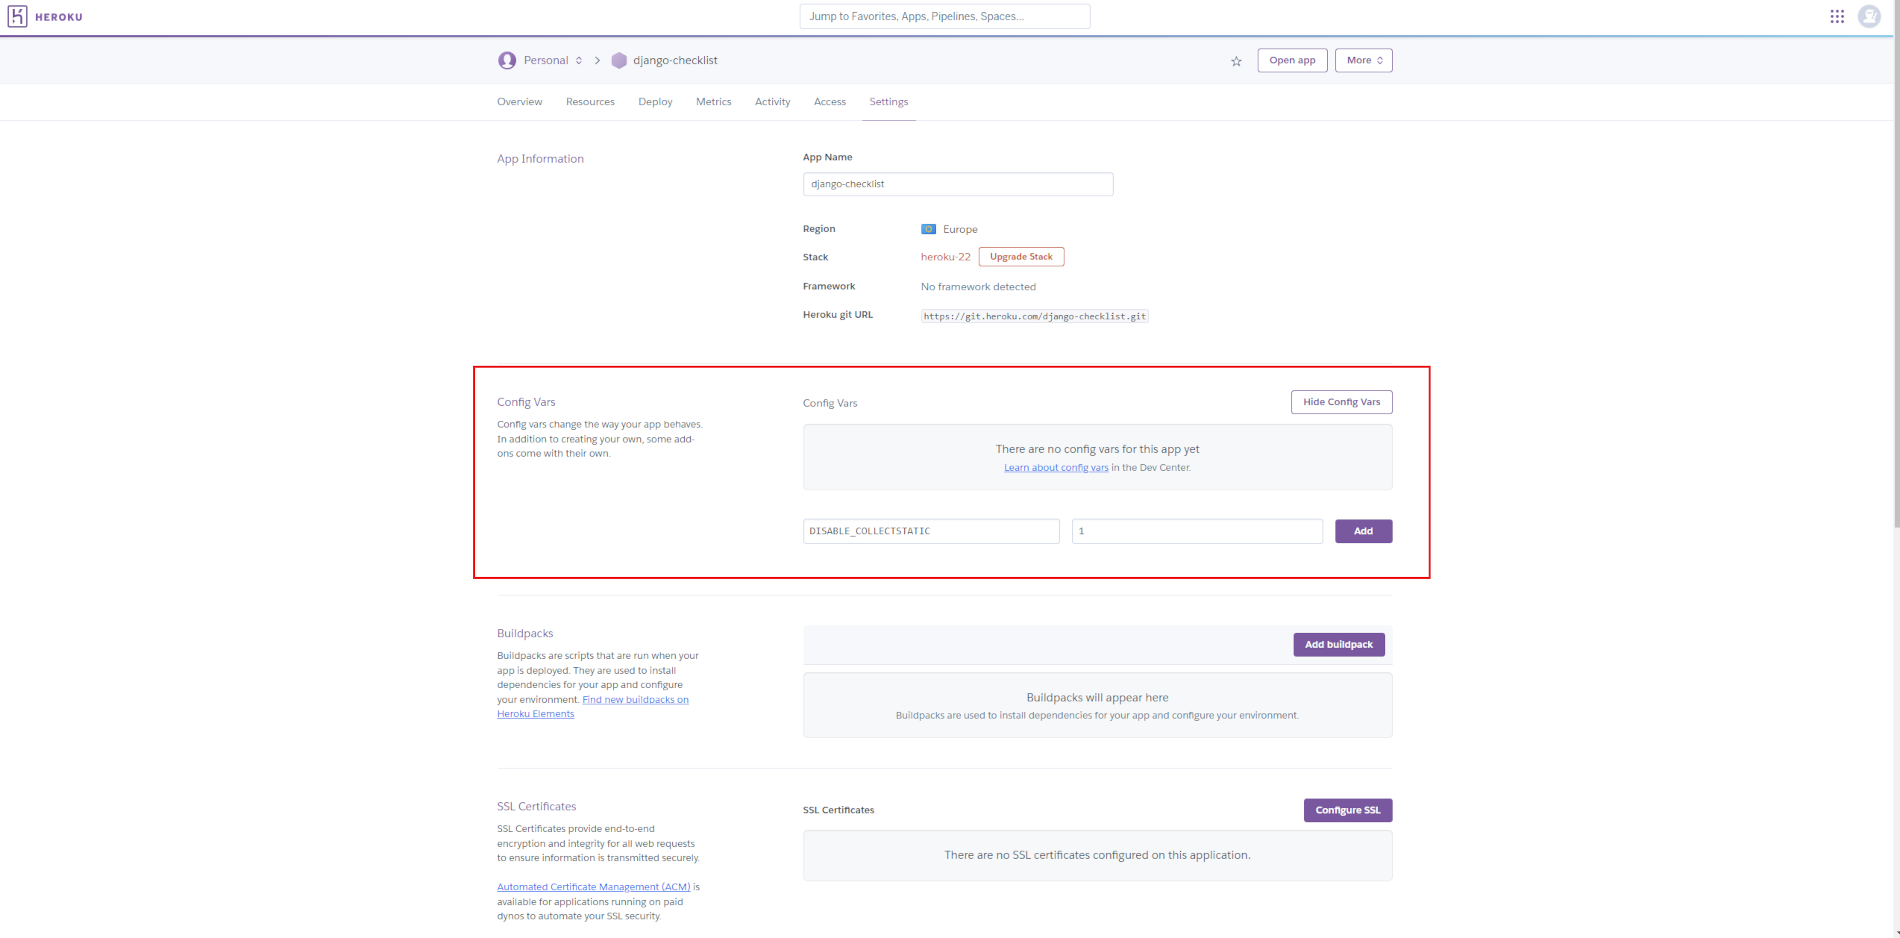 HEROKU
Jump to Favorites, Apps, Pipelines, Spaces...
Personal
django-checklist
Open app
More
Overview
Resources
Deploy
Metrics
Activity
Access
Settings
App Information
App Name
django-checklist
Region
Europe
Stack
heroku-22
Upgrade Stack
Framework
No framework detected
Heroku git URL
https://git.heroku.com/django-checklist.git
Config Vars
Config vars change the way your app behaves.
In addition to creating your own, some add-
ons come with their own.
Config Vars
Hide Config Vars
There are no config vars for this app yet
Learn about config vars in the Dev Center.
DISABLE_COLLECTSTATIC
1
Add
Buildpacks
Buildpacks are scripts that are run when your
app is deployed. They are used to install
dependencies for your app and configure
your environment. Find new buildpacks on
Heroku Elements
Add buildpack
Buildpacks will appear here
Buildpacks are used to install dependencies for your app and configure your environment.
SSL Certificates
SSL Certificates provide end-to-end
encryption and integrity for all web requests
to ensure information is transmitted securely.
Automated Certificate Management (ACM) is
available for applications running on paid
dynos to automate your SSL security.
SSL Certificates
Configure SSL
There are no SSL certificates configured on this application.